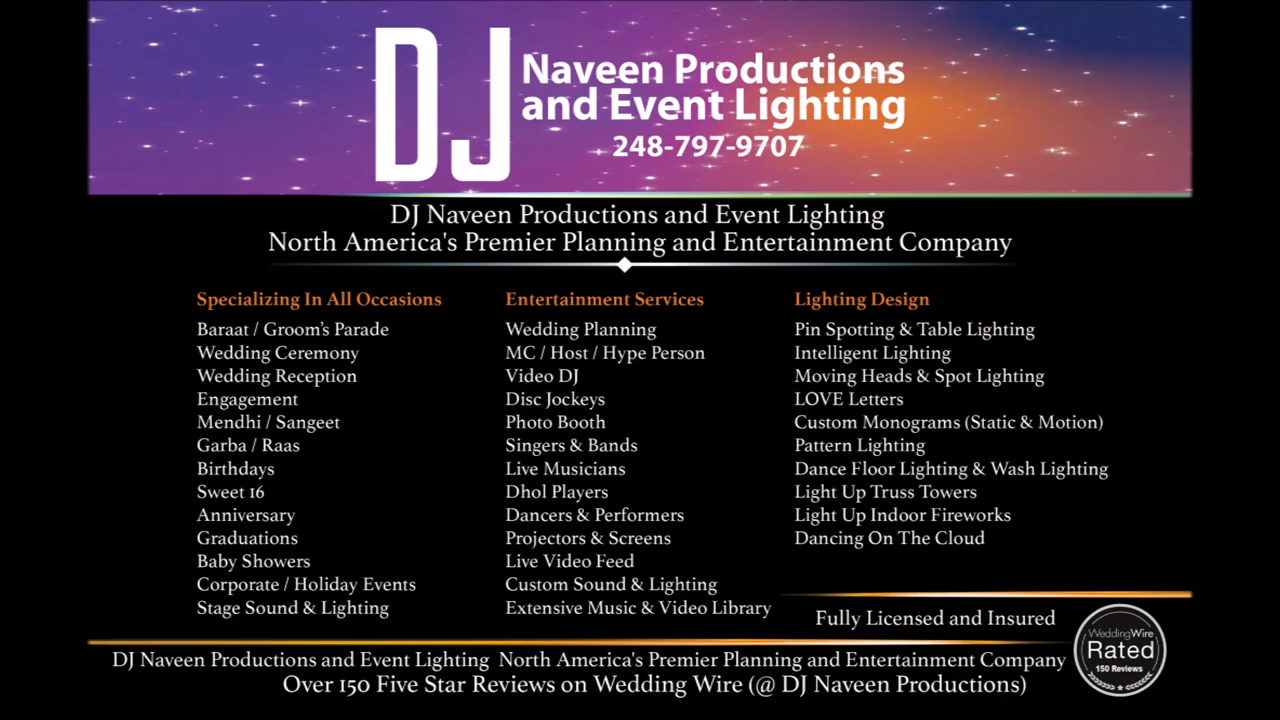 DJ
Naveen Productions
and Event Lighting
248-797-9707
DJ Naveen Productions and Event Lighting
North America's Premier Planning and Entertainment Company
Specializing In All Occasions
Baraat / Groom's Parade
Wedding Ceremony
Wedding Reception
Engagement
Mendhi / Sangeet
Garba / Raas
Birthdays
Sweet 16
Anniversary
Graduations
Baby Showers
Corporate / Holiday Events
Stage Sound & Lighting
Entertainment Services
Wedding Planning
MC / Host / Hype Person
Video DJ
Disc Jockeys
Photo Booth
Singers & Bands
Live Musicians
Dhol Players
Dancers & Performers
Projectors & Screens
Live Video Feed
Custom Sound & Lighting
Extensive Music & Video Library
Lighting Design
Pin Spotting & Table Lighting
Intelligent Lighting
Moving Heads & Spot Lighting
LOVE Letters
Custom Monograms (Static & Motion)
Pattern Lighting
Dance Floor Lighting & Wash Lighting
Light Up Truss Towers
Light Up Indoor Fireworks
Dancing On The Cloud
Fully Licensed and Insured
WeddingWire
Rated
150 Reviews
DJ Naveen Productions and Event Lighting North America's Premier Planning and Entertainment Company
Over 150 Five Star Reviews on Wedding Wire (@ DJ Naveen Productions)